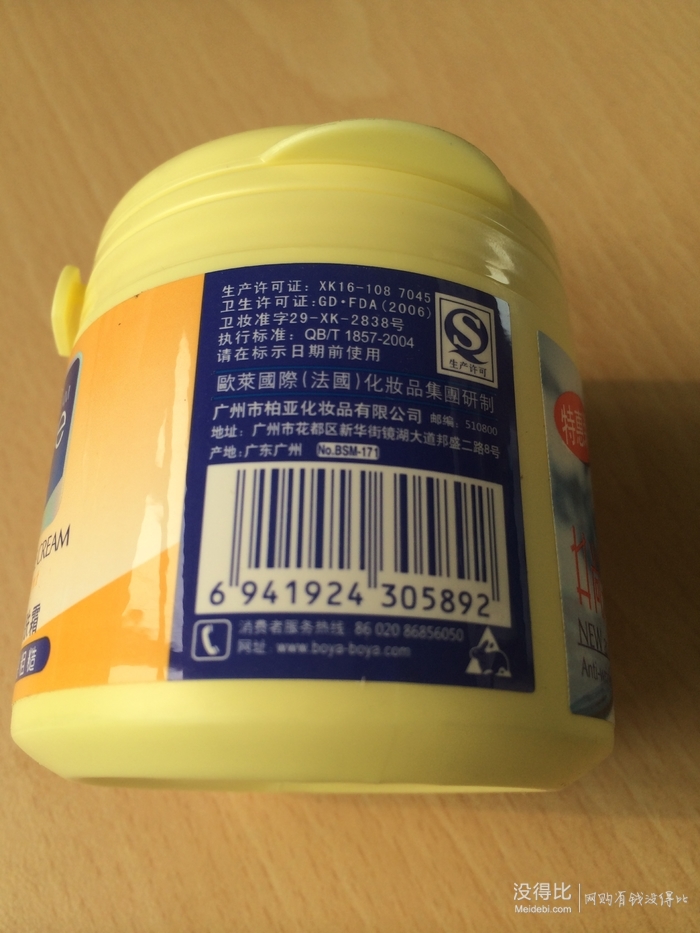 生产许可证：XK16-108 7045
卫生许可证：GD·FDA(2006)
卫妆准字29-XK-2838号
执行标准：QB/T 1857-2004
请在标示日期前使用
生产许可
歐萊國際(法國)化妝品集團研制
广州市柏亚化妆品有限公司 邮编：510800
地址：广州市花都区新华街镜湖大道邦盛二路8号
产地：广东广州 No.BSM-171
6 941924 305892
消费者服务热线 86 020 86856050
网址 www.boya-boya.com
CREAM
霜
特惠
NEW
Anti-
没得比
Meidebi.com
网购有钱没得比